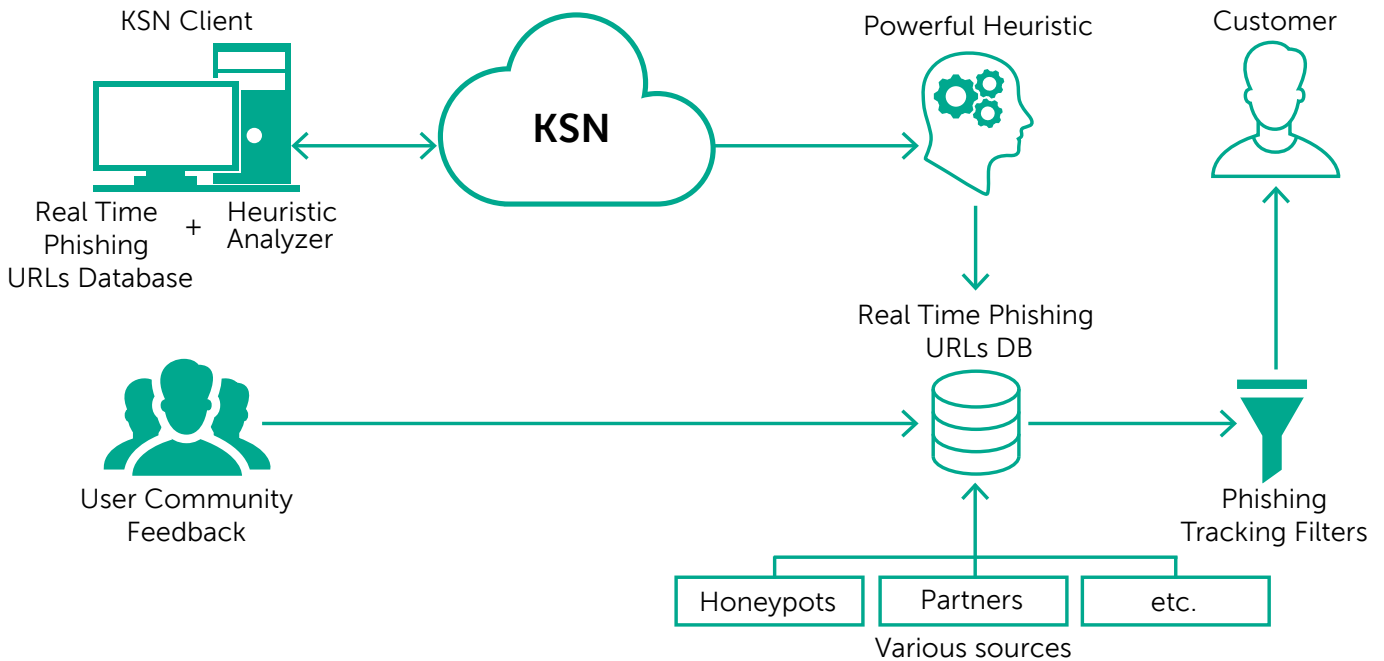 KSN Client
KSN
Powerful Heuristic
Customer
Real Time
Phishing
URLs Database
+
Heuristic
Analyzer
Real Time Phishing
URLs DB
User Community
Feedback
Phishing
Tracking Filters
Honeypots
Partners
etc.
Various sources